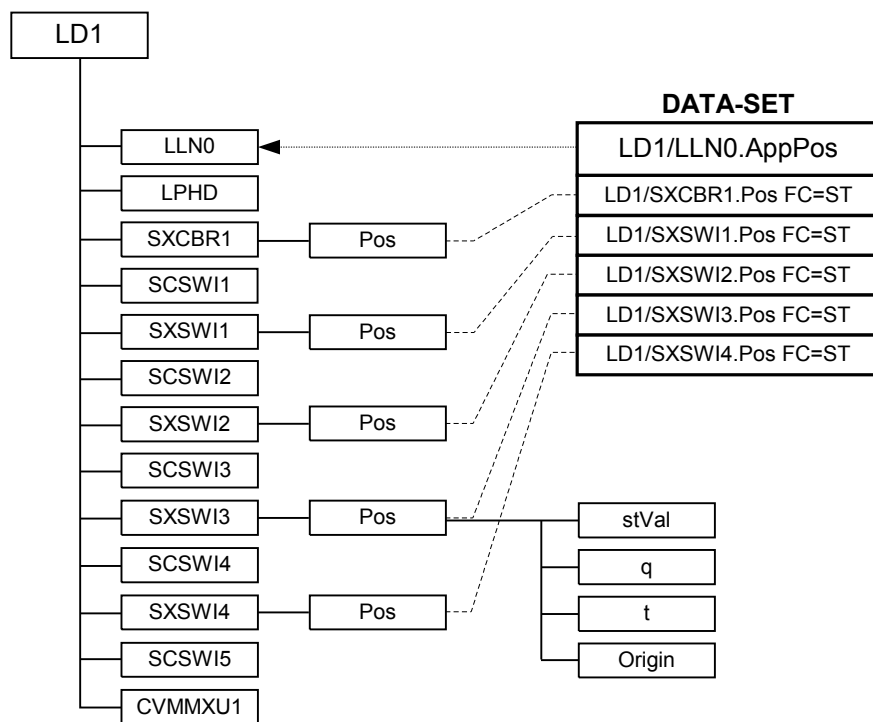 LD1
DATA-SET
LLN0
LD1/LLN0.AppPos
LPHD
LD1/SXCBR1.Pos FC=ST
SXCBR1
Pos
LD1/SXSWI1.Pos FC=ST
SCSWI1
LD1/SXSWI2.Pos FC=ST
SXSWI1
Pos
LD1/SXSWI3.Pos FC=ST
LD1/SXSWI4.Pos FC=ST
SCSWI2
SXSWI2
Pos
SCSWI3
SXSWI3
Pos
stVal
SCSWI4
q
SXSWI4
Pos
t
SCSWI5
Origin
CVMMXU1